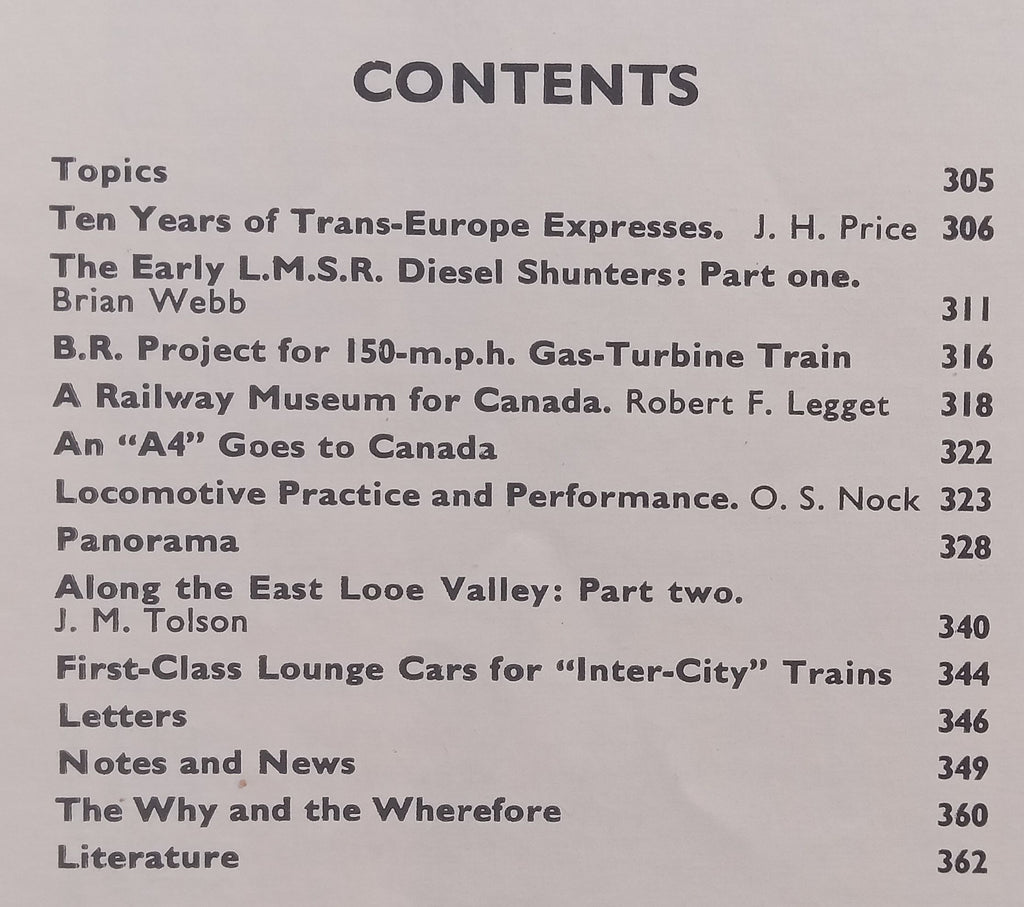 CONTENTS
Topics 305
Ten Years of Trans-Europe Expresses. J. H. Price 306
The Early L.M.S.R. Diesel Shunters: Part one.
Brian Webb 311
B.R. Project for 150-m.p.h. Gas-Turbine Train 316
A Railway Museum for Canada. Robert F. Legget 318
An “A4” Goes to Canada 322
Locomotive Practice and Performance. O. S. Nock 323
Panorama 328
Along the East Looe Valley: Part two.
J. M. Tolson 340
First-Class Lounge Cars for “Inter-City” Trains 344
Letters 346
Notes and News 349
The Why and the Wherefore 360
Literature 362